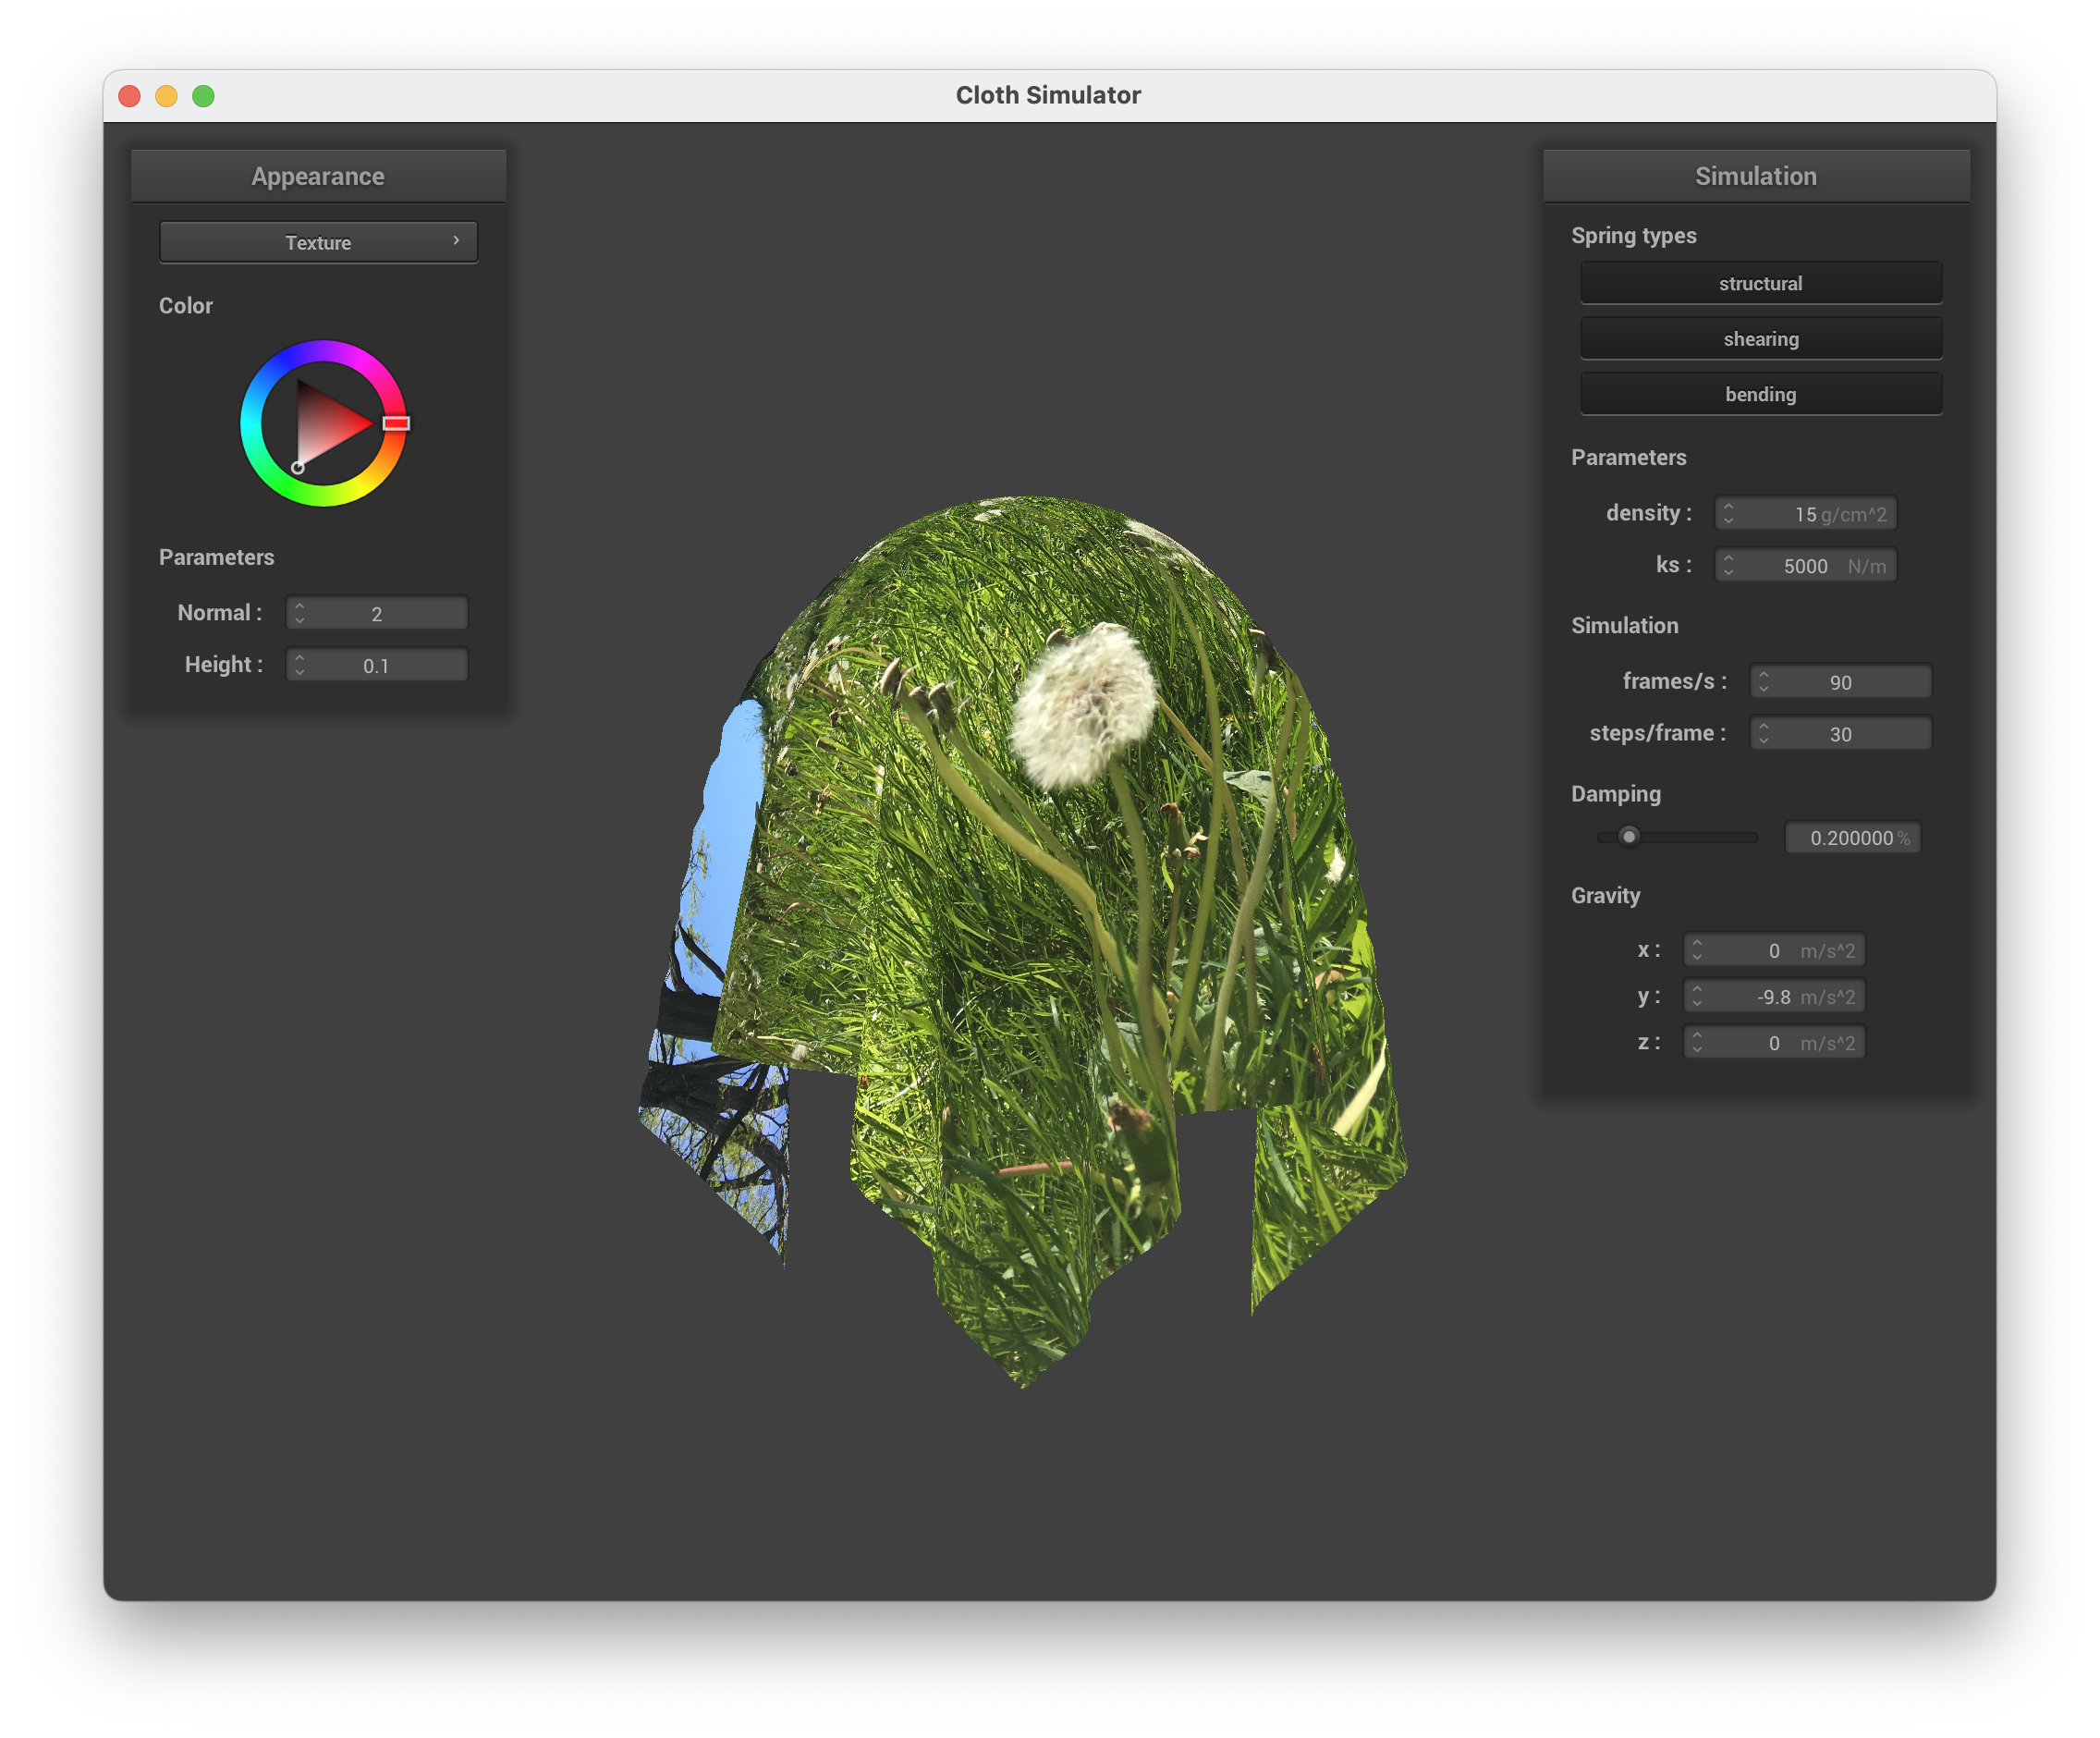 Cloth Simulator
Appearance
Texture
Color
Parameters
Normal : 2
Height : 0.1
Simulation
Spring types
structural
shearing
bending
Parameters
density : 15 g/cm^2
ks : 5000 N/m
Simulation
frames/s : 90
steps/frame : 30
Damping
0.200000 %
Gravity
x : 0 m/s^2
y : -9.8 m/s^2
z : 0 m/s^2